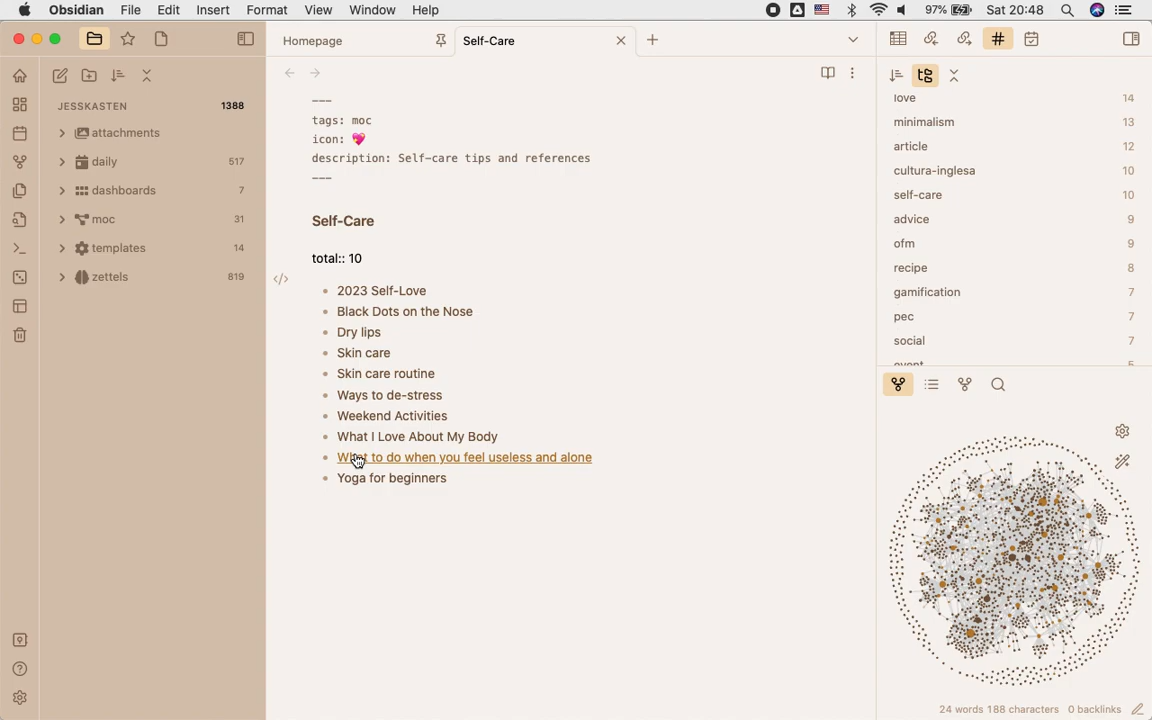 Obsidian File Edit Insert Format View Window Help 97% Sat 20:48
Homepage Self-Care
JESSKASTEN 1388
attachments
daily 517
dashboards 7
moc 31
templates 14
zettels 819
---
tags: moc
icon: 💖
description: Self-care tips and references
---
Self-Care
total:: 10
</>
• 2023 Self-Love
• Black Dots on the Nose
• Dry lips
• Skin care
• Skin care routine
• Ways to de-stress
• Weekend Activities
• What I Love About My Body
• What to do when you feel useless and alone
• Yoga for beginners
love 14
minimalism 13
article 12
cultura-inglesa 10
self-care 10
advice 9
ofm 9
recipe 8
gamification 7
pec 7
social 7
event 5
24 words 188 characters 0 backlinks